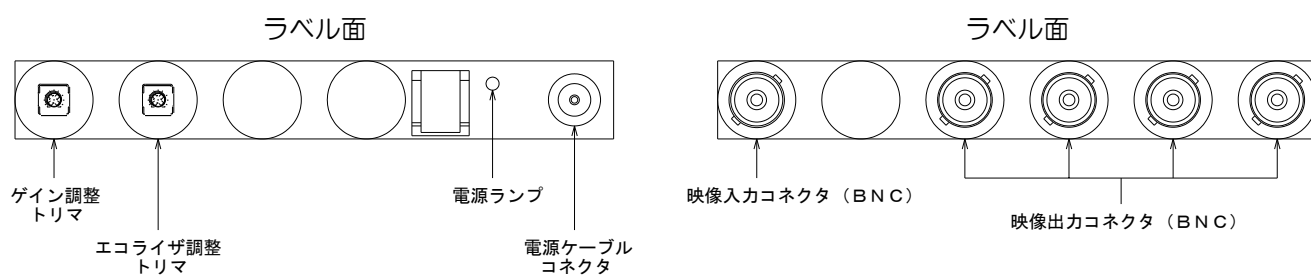 ラベル面
ゲイン調整
トリマ
エコライザ調整
トリマ
電源ランプ
電源ケーブル
コネクタ
ラベル面
映像入力コネクタ（BNC）
映像出力コネクタ（BNC）